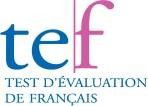 tef
TEST D'ÉVALUATION
DE FRANÇAIS